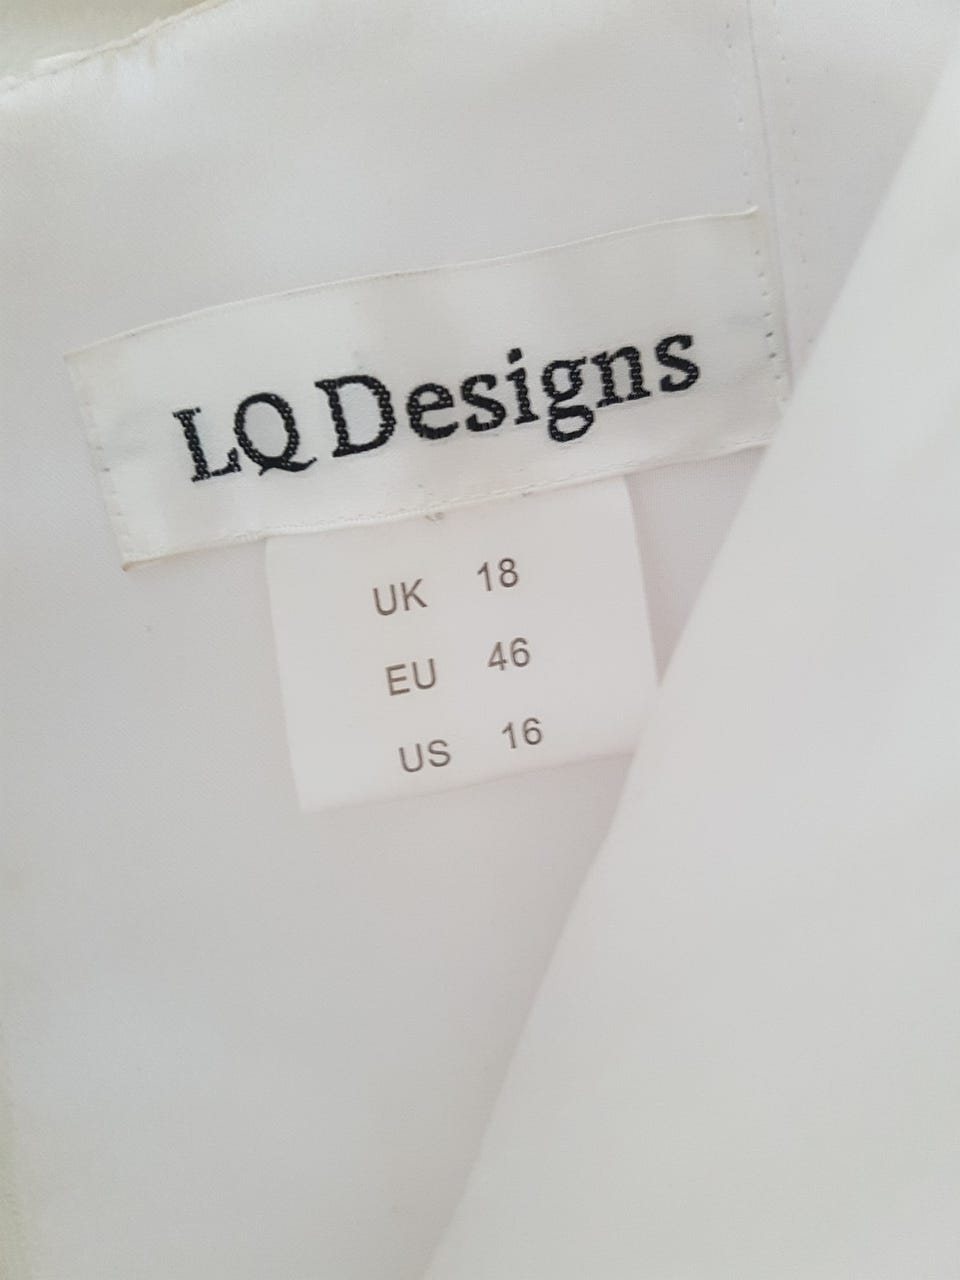 LQ Designs
UK 18
EU 46
US 16